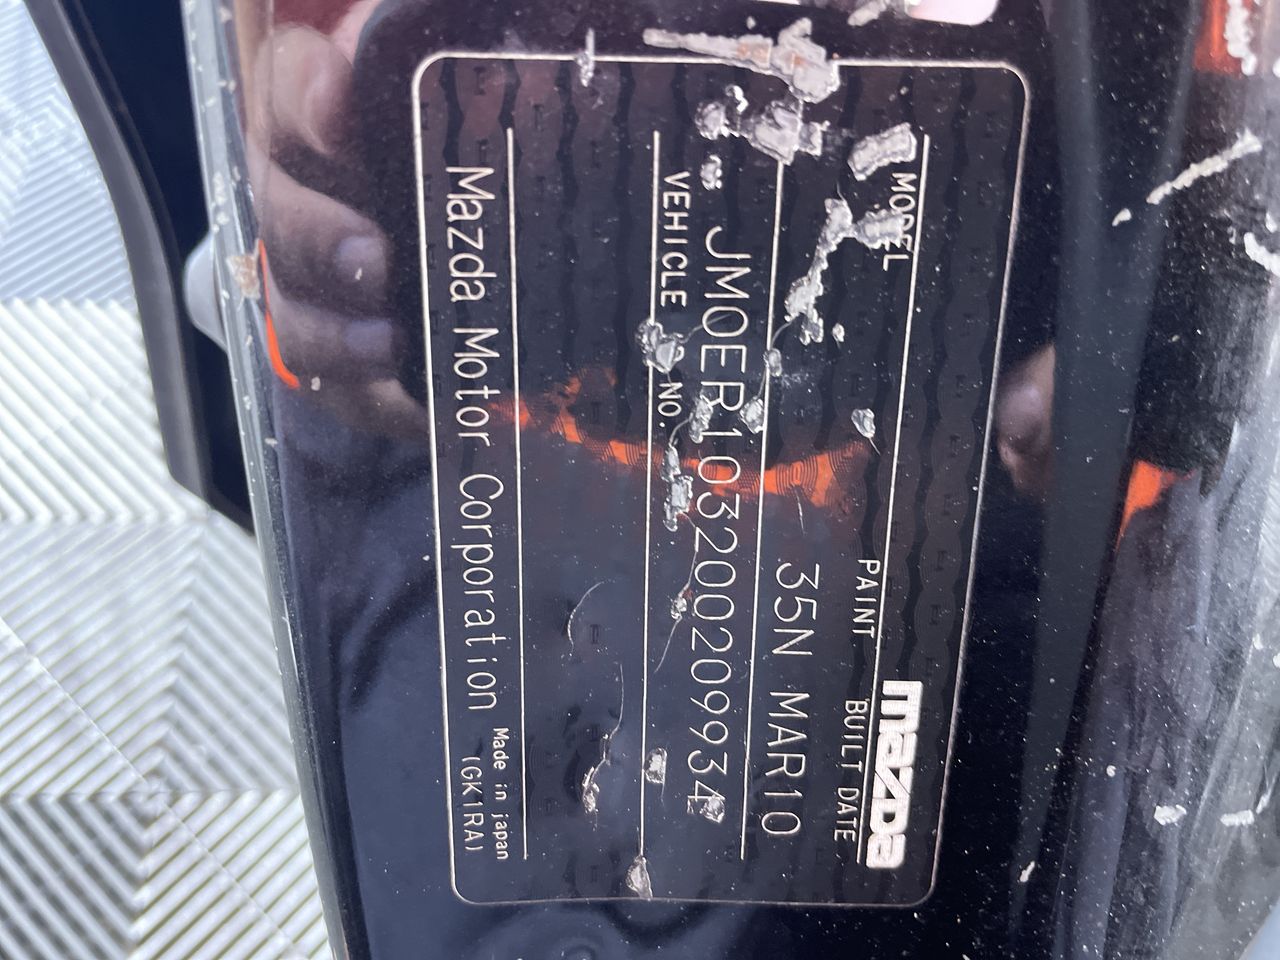 mazda
MODEL PAINT BUILT DATE
35N MAR10
JM0ER103200209934
VEHICLE NO.
Mazda Motor Corporation
Made in japan
(GK1RA)